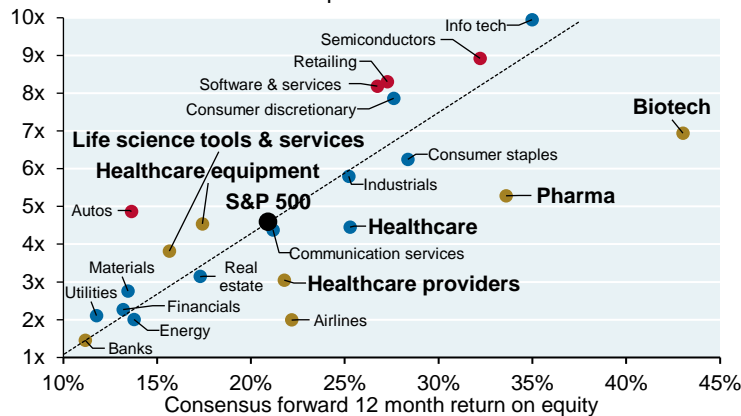 10x
9x
8x
7x
6x
5x
4x
3x
2x
1x
Info tech
Semiconductors
Retailing
Software & services
Consumer discretionary
Biotech
Life science tools & services
Consumer staples
Healthcare equipment
Industrials
Pharma
S&P 500
Autos
Healthcare
Communication services
Materials
Real
estate
Healthcare providers
Utilities
Financials
Airlines
Energy
Banks
10% 15% 20% 25% 30% 35% 40% 45%
Consensus forward 12 month return on equity